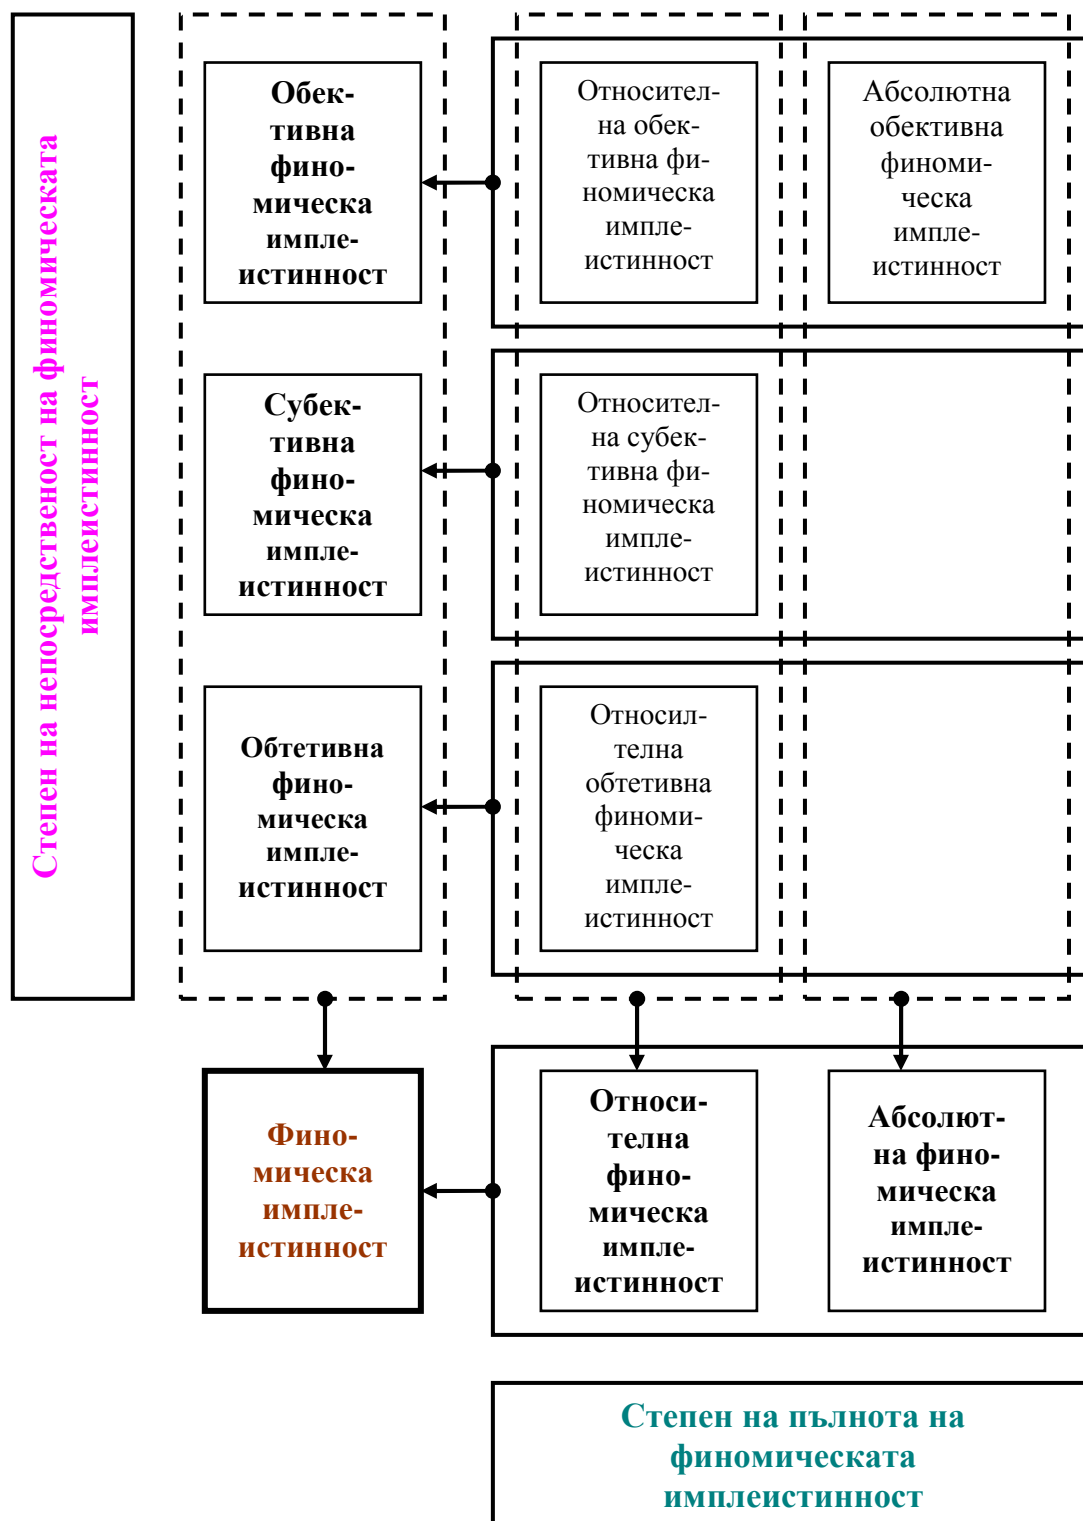 Степен на непосредственост на финомическата
имплеистинност
Обек-
тивна
фино-
мическа
импле-
истинност
Относител-
на обек-
тивна фи-
номическа
импле-
истинност
Абсолютна
обективна
финоми-
ческа
импле-
истинност
Субек-
тивна
фино-
мическа
импле-
истинност
Относител-
на субек-
тивна фи-
номическа
импле-
истинност
Обтетивна
фино-
мическа
импле-
истинност
Относил-
телна
обтетивна
финоми-
ческа
импле-
истинност
Фино-
мическа
импле-
истинност
Относи-
телна
фино-
мическа
импле-
истинност
Абсолют-
на фино-
мическа
импле-
истинност
Степен на пълнота на
финомическата
имплеистинност